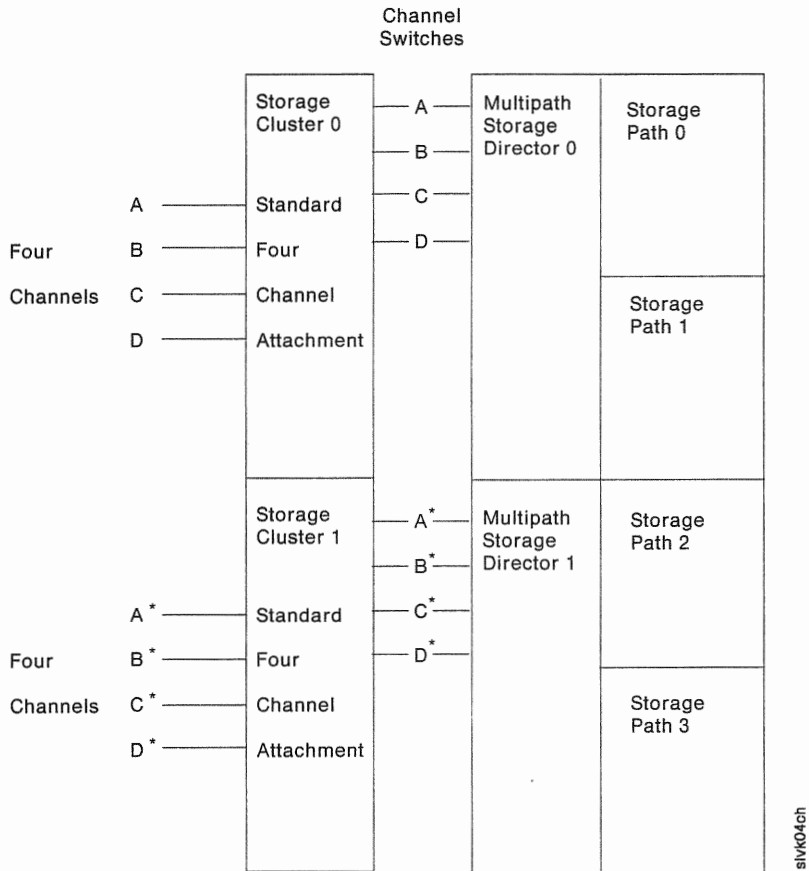 Channel
Switches
Storage
Cluster 0
A
B
C
D
Multipath
Storage
Director 0
Storage
Path 0
Four
Channels
A
B
C
D
Standard
Four
Channel
Attachment
Storage
Path 1
Storage
Cluster 1
A*
B*
C*
D*
Multipath
Storage
Director 1
Storage
Path 2
Four
Channels
A*
B*
C*
D*
Standard
Four
Channel
Attachment
Storage
Path 3
slvk04ch